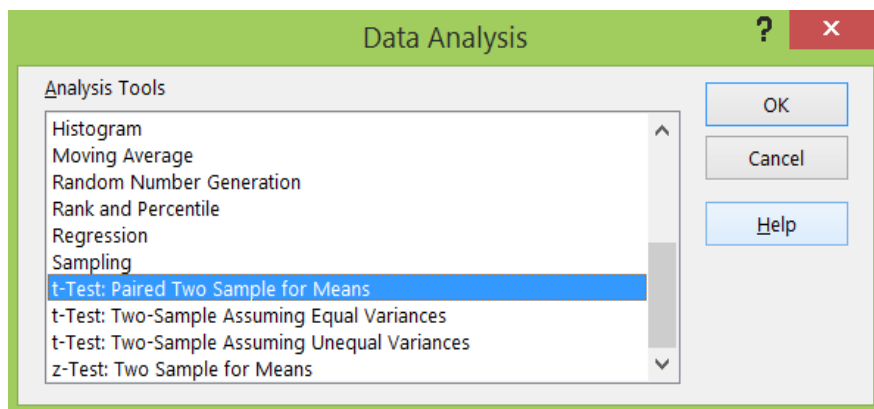 Data Analysis
?
x
Analysis Tools
Histogram
Moving Average
Random Number Generation
Rank and Percentile
Regression
Sampling
t-Test: Paired Two Sample for Means
t-Test: Two-Sample Assuming Equal Variances
t-Test: Two-Sample Assuming Unequal Variances
z-Test: Two Sample for Means
OK
Cancel
Help